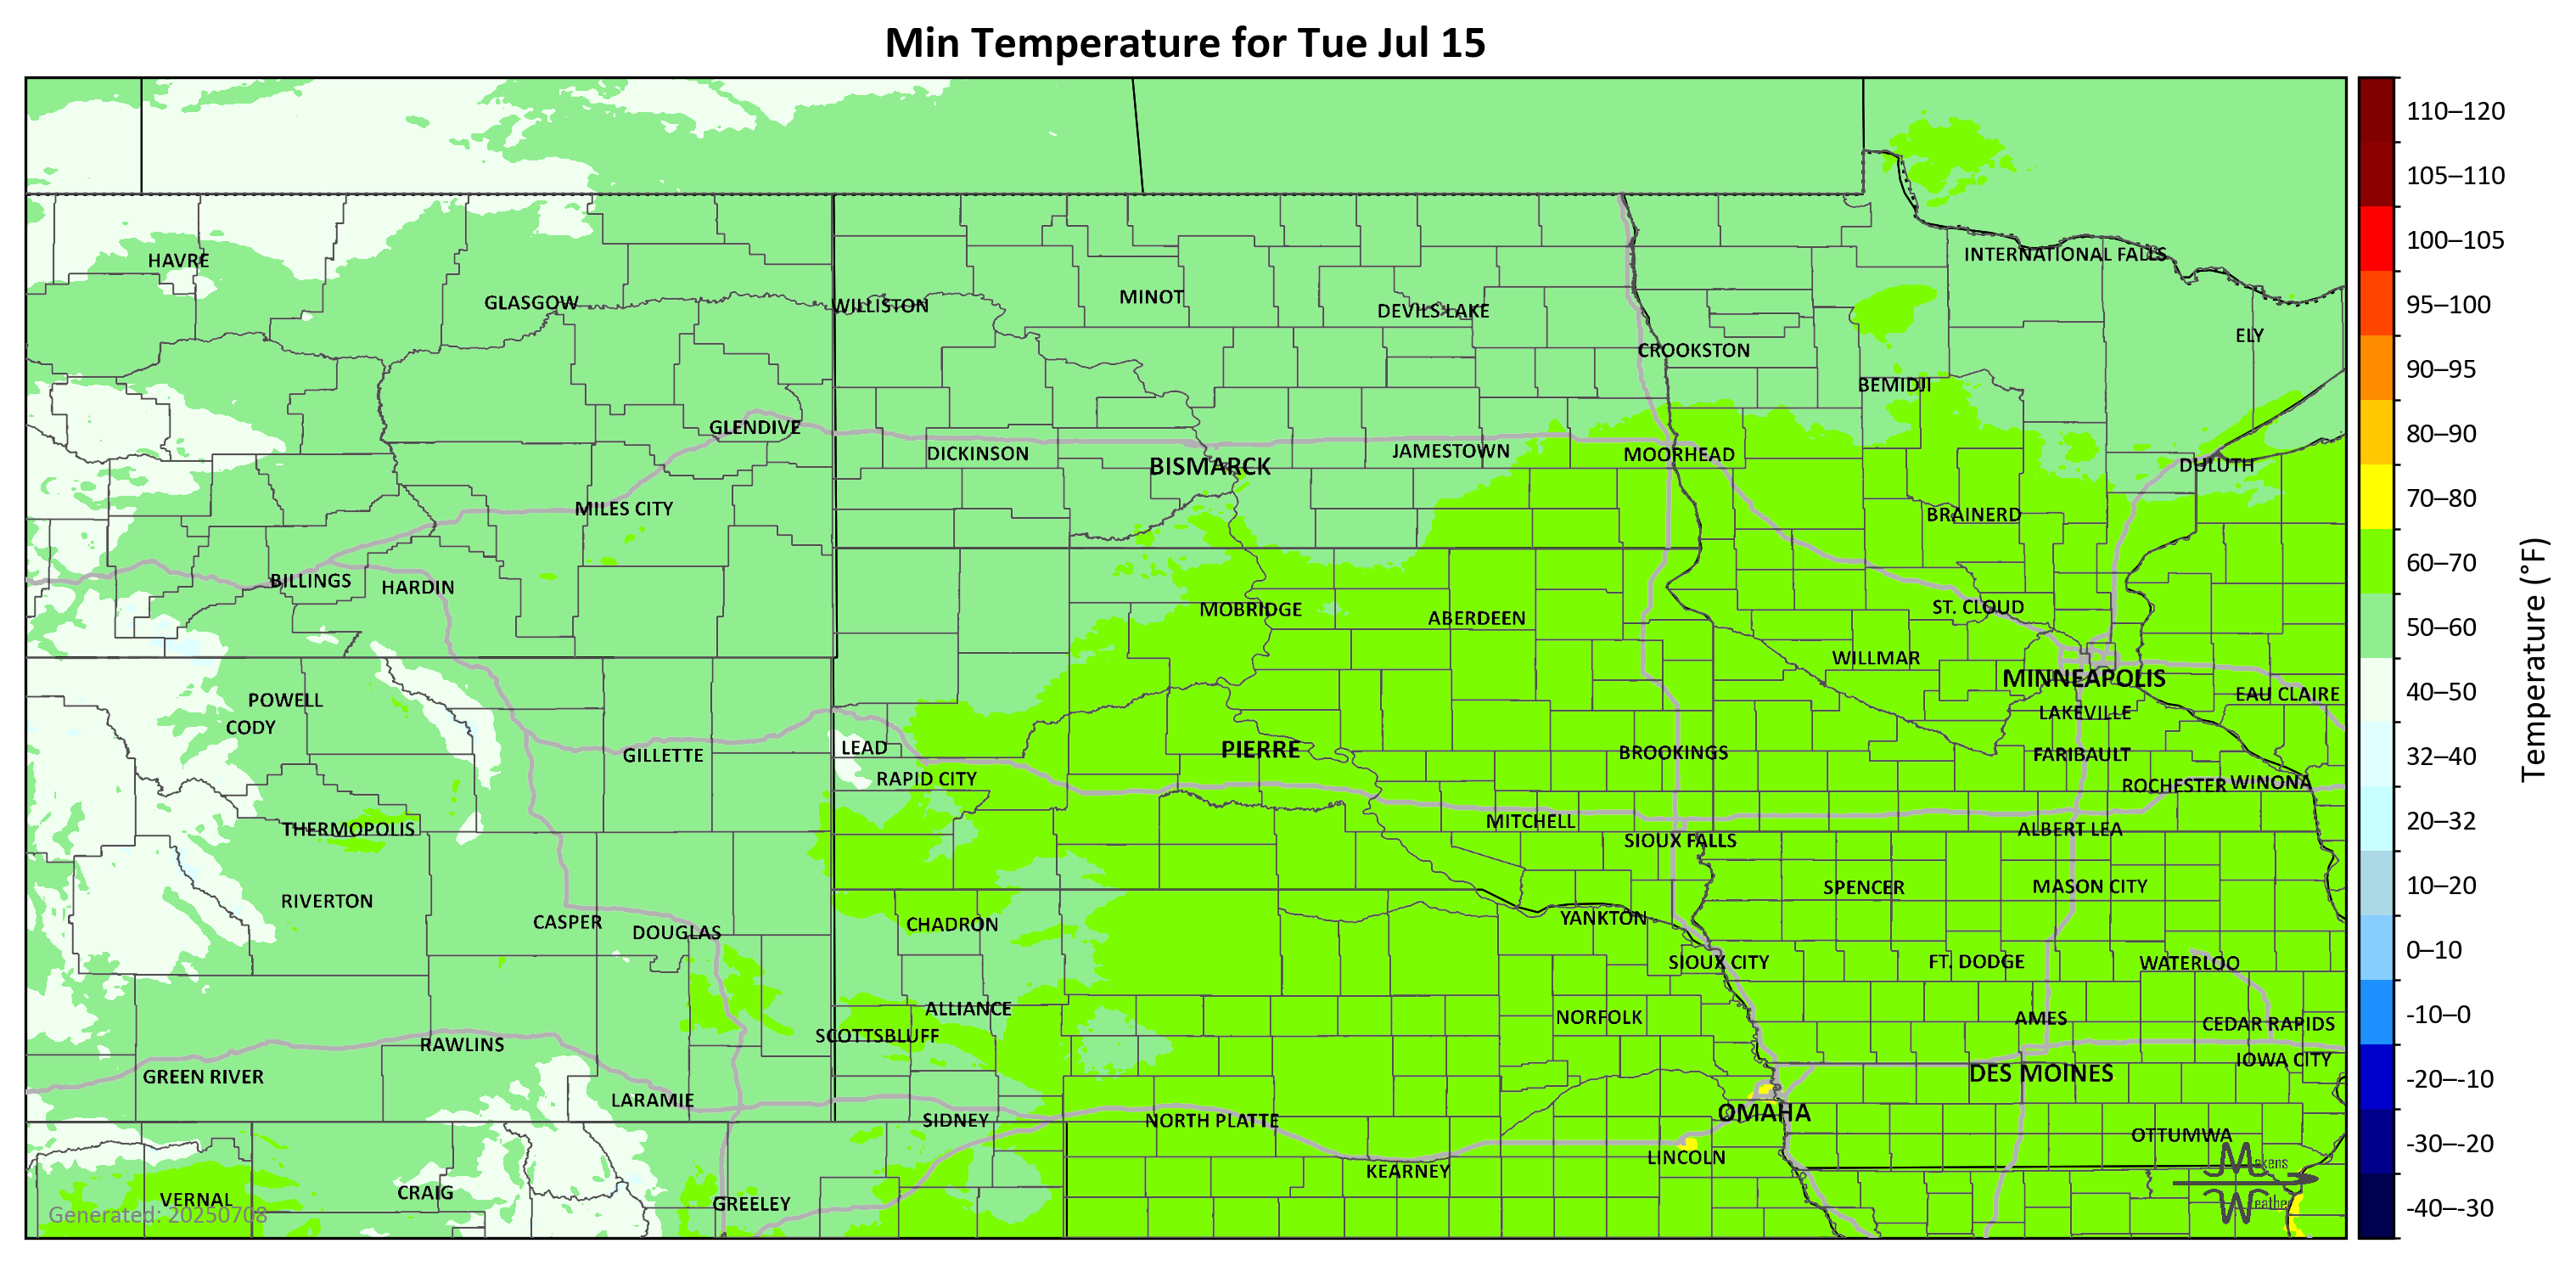 Min Temperature for Tue Jul 15
110–120
105–110
100–105
95–100
90–95
80–90
70–80
60–70
50–60
40–50
32–40
20–32
10–20
0–10
-10–0
-20–-10
-30–-20
-40–-30
Temperature (°F)
HAVRE
GLASGOW
WILLISTON
MINOT
DEVILS LAKE
INTERNATIONAL FALLS
ELY
CROOKSTON
BEMIDJI
GLENDIVE
DICKINSON
BISMARCK
JAMESTOWN
MOORHEAD
DULUTH
MILES CITY
BRAINERD
BILLINGS
HARDIN
MOBRIDGE
ABERDEEN
ST. CLOUD
WILLMAR
MINNEAPOLIS
EAU CLAIRE
POWELL
CODY
LAKEVILLE
GILLETTE
LEAD
PIERRE
BROOKINGS
FARIBAULT
RAPID CITY
ROCHESTER
WINONA
THERMOPOLIS
MITCHELL
SIOUX FALLS
ALBERT LEA
RIVERTON
SPENCER
MASON CITY
CASPER
DOUGLAS
CHADRON
YANKTON
SIOUX CITY
FT. DODGE
WATERLOO
ALLIANCE
SCOTTSBLUFF
NORFOLK
AMES
CEDAR RAPIDS
RAWLINS
IOWA CITY
GREEN RIVER
DES MOINES
LARAMIE
SIDNEY
NORTH PLATTE
OMAHA
OTTUMWA
LINCOLN
KEARNEY
VERNAL
CRAIG
GREELEY
Makens
Weather
Generated: 20250708